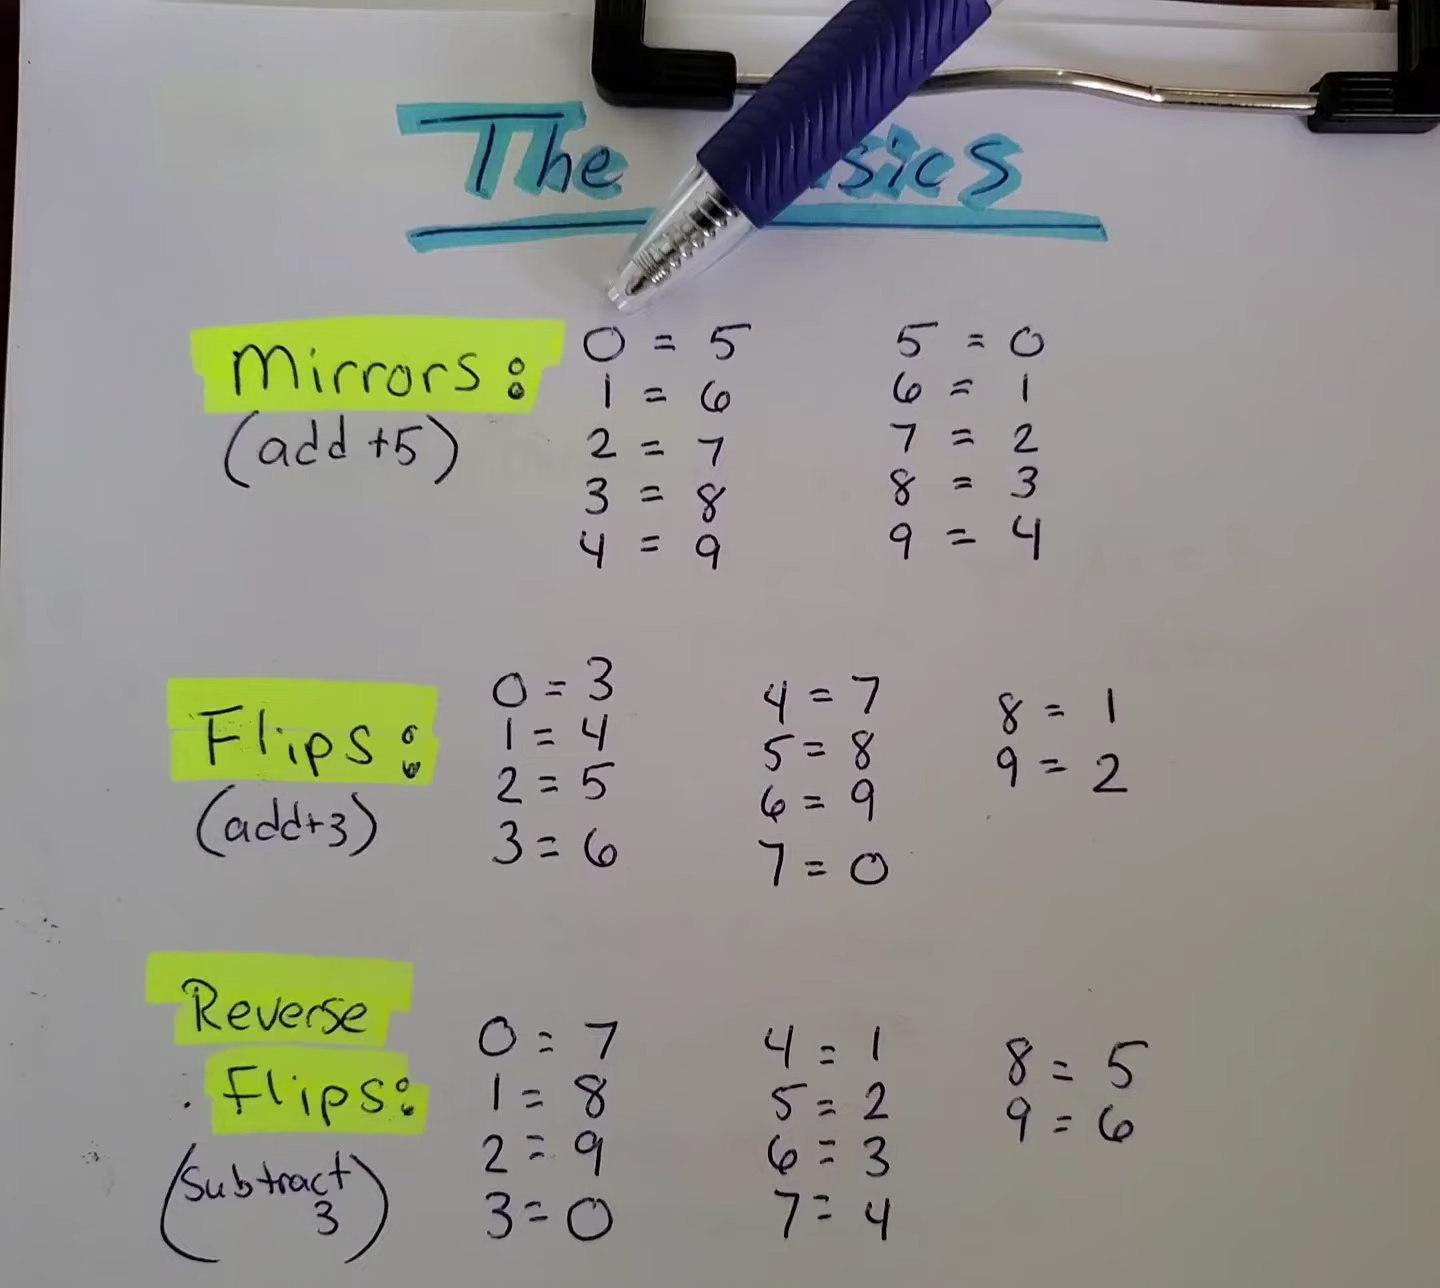 The sics
Mirrors:
(add +5)
0 = 5
1 = 6
2 = 7
3 = 8
4 = 9
5 = 0
6 = 1
7 = 2
8 = 3
9 = 4
Flips:
(add+3)
0 = 3
1 = 4
2 = 5
3 = 6
4 = 7
5 = 8
6 = 9
7 = 0
8 = 1
9 = 2
Reverse
Flips:
(Subtract
3)
0 = 7
1 = 8
2 = 9
3 = 0
4 = 1
5 = 2
6 = 3
7 = 4
8 = 5
9 = 6